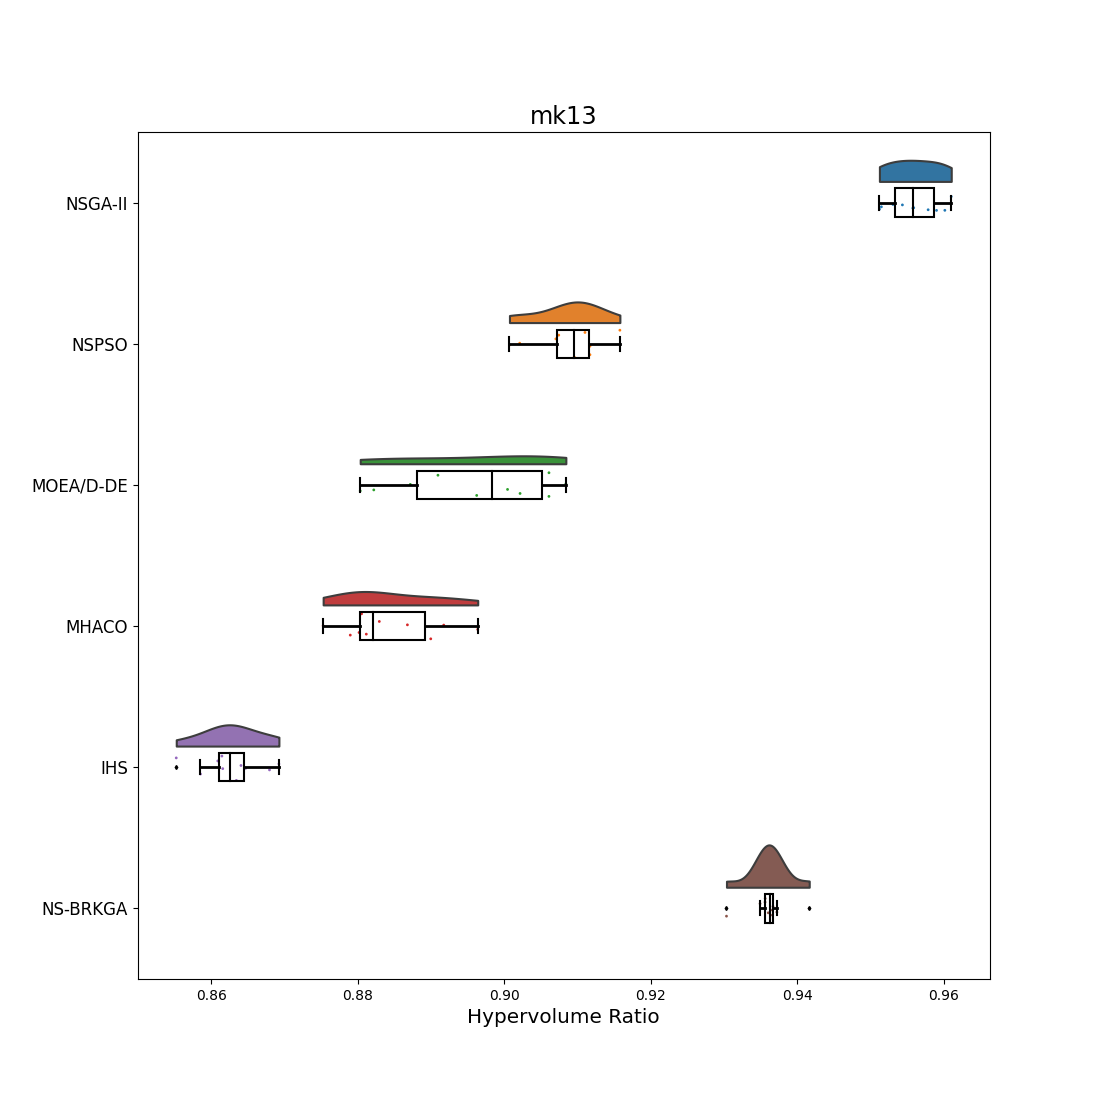 mk13
NSGA-II
NSPSO
MOEA/D-DE
MHACO
IHS
NS-BRKGA
0.86 0.88 0.90 0.92 0.94 0.96
Hypervolume Ratio